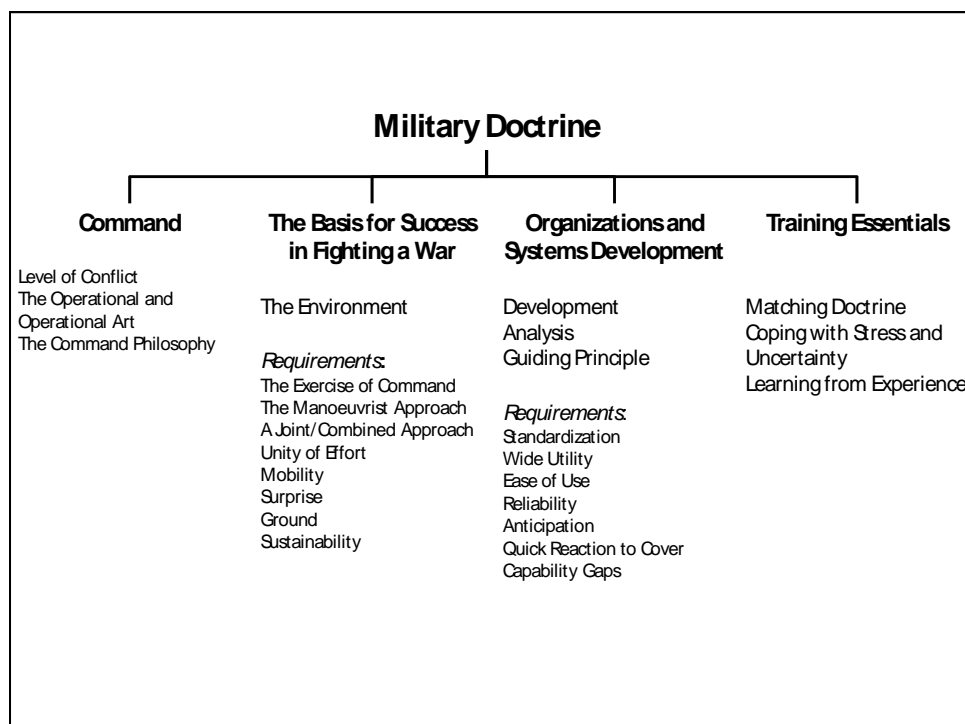 Military Doctrine
Command
Level of Conflict
The Operational and
Operational Art
The Command Philosophy
The Basis for Success
in Fighting a War
The Environment
Requirements:
The Exercise of Command
The Manoeuvrist Approach
A Joint/Combined Approach
Unity of Effort
Mobility
Surprise
Ground
Sustainability
Organizations and
Systems Development
Development
Analysis
Guiding Principle
Requirements:
Standardization
Wide Utility
Ease of Use
Reliability
Anticipation
Quick Reaction to Cover
Capability Gaps
Training Essentials
Matching Doctrine
Coping with Stress and
Uncertainty
Learning from Experience